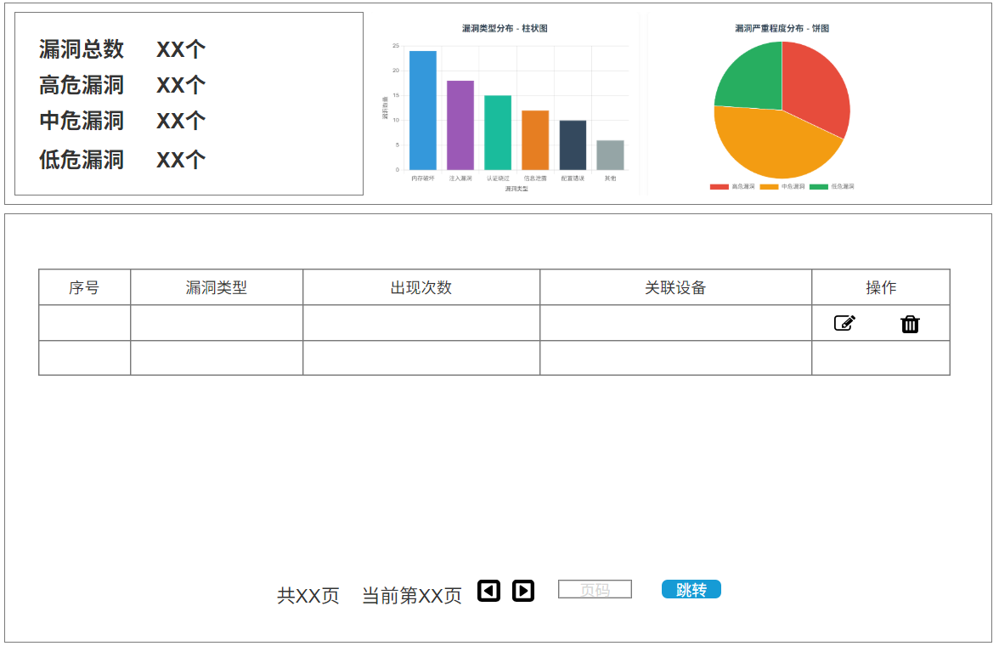 漏洞总数 XX个
高危漏洞 XX个
中危漏洞 XX个
低危漏洞 XX个
漏洞类型分布 - 柱状图
25
20
15
10
5
0
漏洞数量
内存破坏 注入漏洞 认证绕过 信息泄露 配置错误 其他
漏洞类型
漏洞严重程度分布 - 饼图
高危漏洞 中危漏洞 低危漏洞
序号 漏洞类型 出现次数 关联设备 操作
共XX页 当前第XX页 页码 跳转